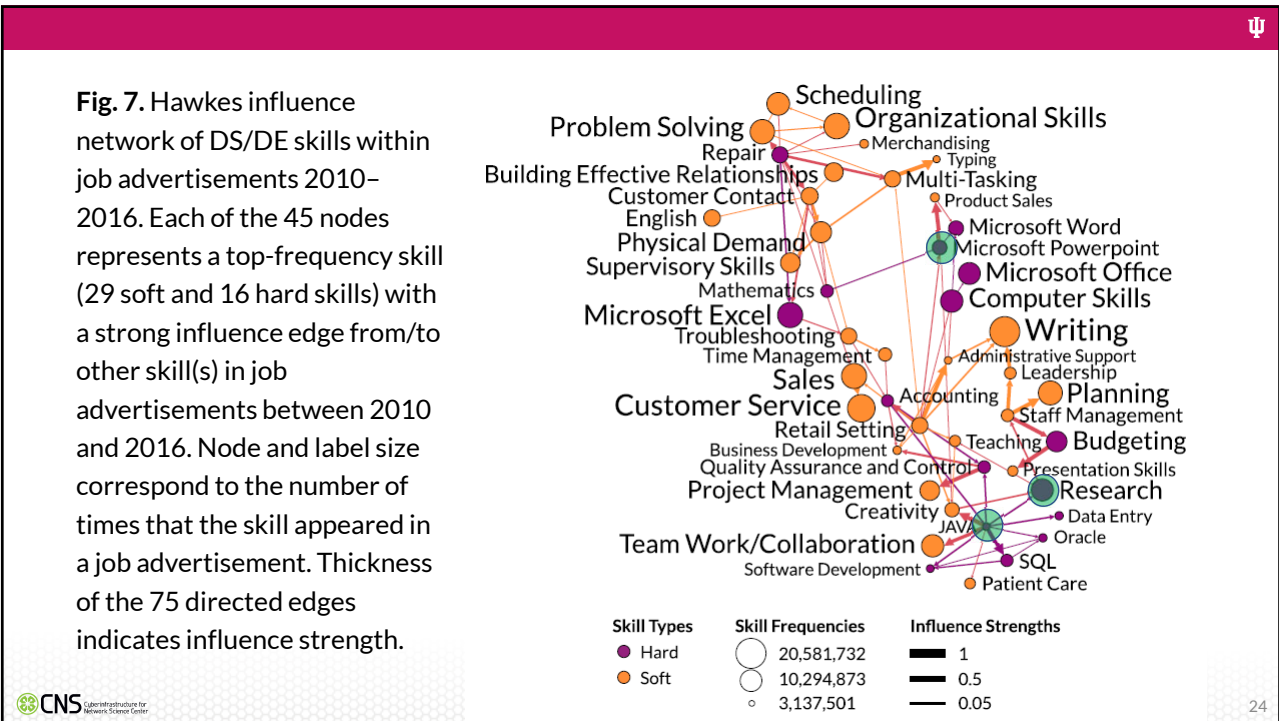 Fig. 7. Hawkes influence
network of DS/DE skills within
job advertisements 2010–
2016. Each of the 45 nodes
represents a top-frequency skill
(29 soft and 16 hard skills) with
a strong influence edge from/to
other skill(s) in job
advertisements between 2010
and 2016. Node and label size
correspond to the number of
times that the skill appeared in
a job advertisement. Thickness
of the 75 directed edges
indicates influence strength.
Scheduling
Organizational Skills
Problem Solving
Merchandising
Repair
Typing
Building Effective Relationships
Multi-Tasking
Customer Contact
Product Sales
English
Microsoft Word
Physical Demand
Microsoft Powerpoint
Supervisory Skills
Microsoft Office
Mathematics
Computer Skills
Microsoft Excel
Writing
Troubleshooting
Time Management
Administrative Support
Leadership
Sales
Planning
Accounting
Customer Service
Staff Management
Retail Setting
Teaching
Budgeting
Business Development
Quality Assurance and Control
Presentation Skills
Project Management
Research
Creativity
Data Entry
JAVA
Oracle
Team Work/Collaboration
SQL
Software Development
Patient Care
Skill Types
Hard
Soft
Skill Frequencies
20,581,732
10,294,873
3,137,501
Influence Strengths
1
0.5
0.05
CNS
Cyberinfrastructure for
Network Science Center
24